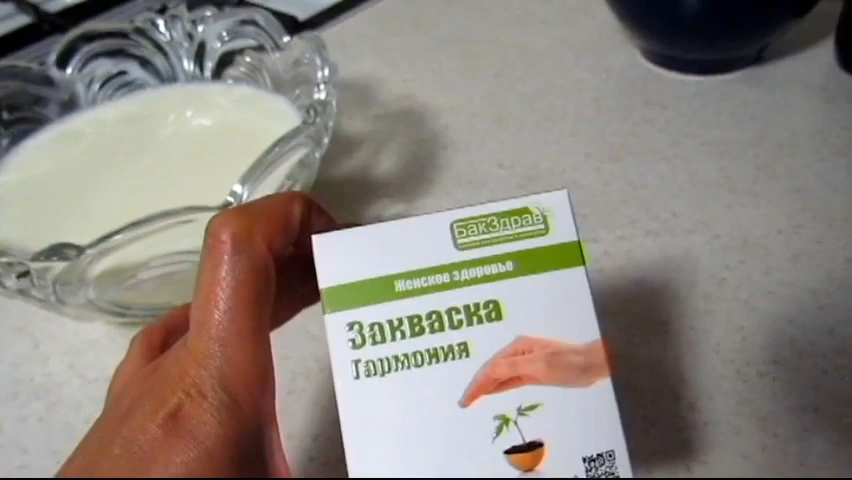 БакЗдрав
Женское здоровье
Закваска
Гармония